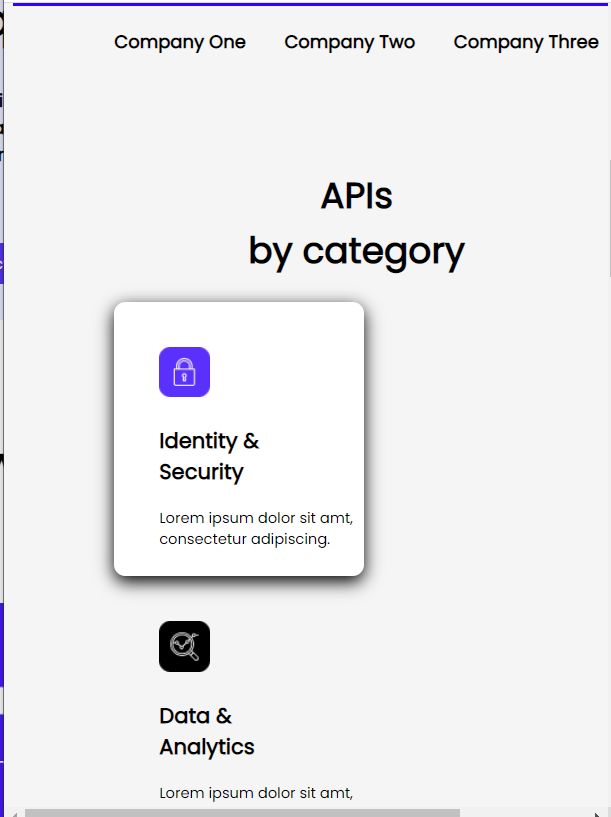 Company One Company Two Company Three
APIs
by category
Identity &
Security
Lorem ipsum dolor sit amt,
consectetur adipiscing.
Data &
Analytics
Lorem ipsum dolor sit amt,